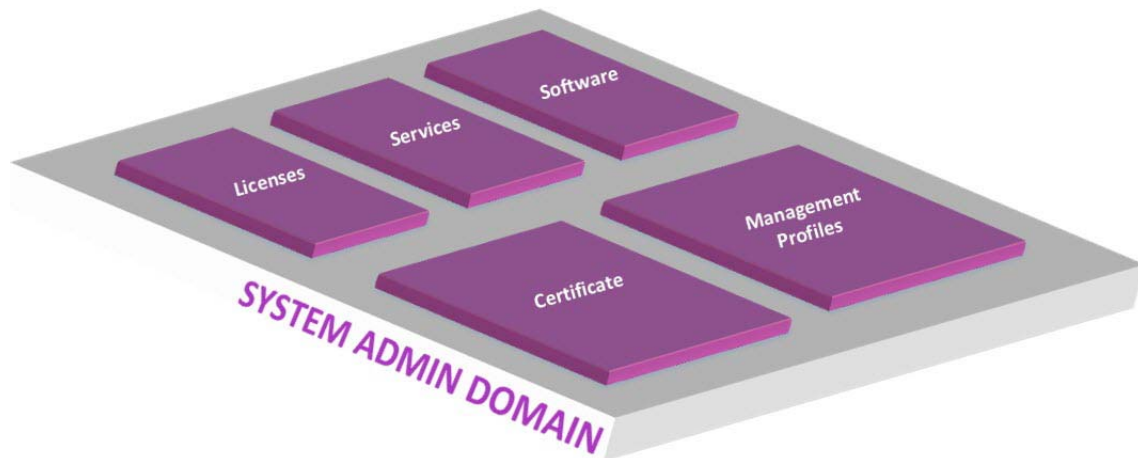 Software
Services
Licenses
Management
Profiles
Certificate
SYSTEM ADMIN DOMAIN